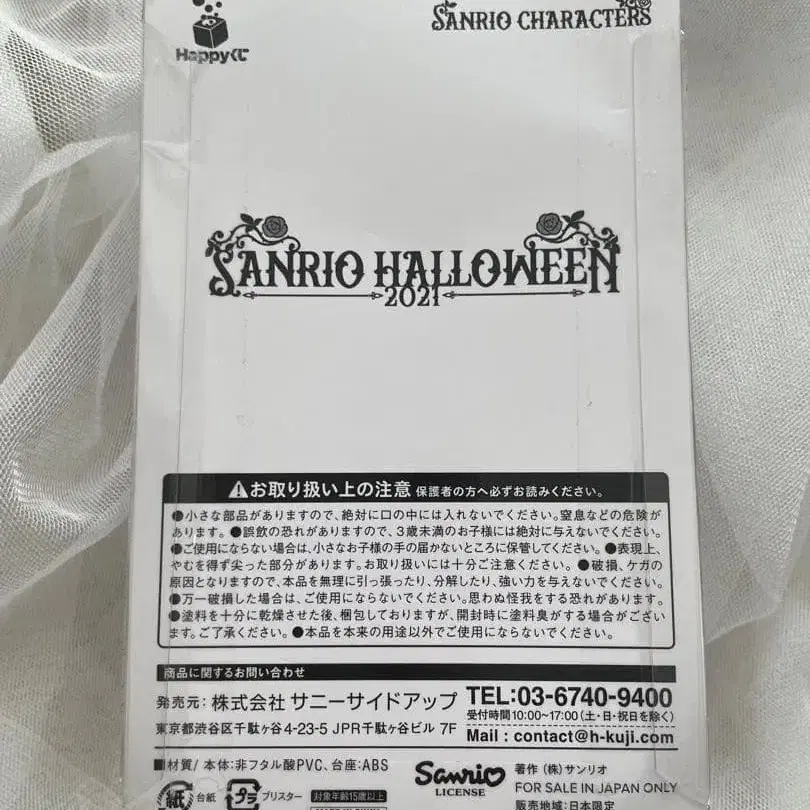 Happyくじ
SANRIO CHARACTERS
SANRIO HALLOWEEN
2021
⚠お取り扱い上の注意 保護者の方へ必ずお読みください。
●小さな部品がありますので、絶対に口の中には入れないでください。窒息などの危険が
あります。●誤飲の恐れがありますので、3歳未満のお子様には絶対に与えないでください。
●ご使用にならない場合は、小さなお子様の手の届かないところに保管してください。●表現上、
やむを得ず尖った部分があります。お取り扱いには十分ご注意ください。●破損、ケガの
原因となりますので、本品を無理に引っ張ったり、分解したり、強い力を与えないでください。
●万一破損した場合は、ご使用にならないでください。思わぬ怪我をする恐れがあります。
●塗料を十分に乾燥させた後、梱包しておりますが、開封時に塗料臭がする場合がござい
ます。ご了承ください。●本品を本来の用途以外でご使用にならないでください。
商品に関するお問い合わせ
発売元:株式会社 サニーサイドアップ
東京都渋谷区千駄ヶ谷4-23-5 JPR千駄ヶ谷ビル 7F
TEL:03-6740-9400
受付時間10:00~17:00(土・日・祝日を除く)
Mail : contact@h-kuji.com
■材質/ 本体:非フタル酸PVC、台座:ABS
紙 台紙 プラ ブリスター
対象年齢15歳以上
Sanrio
LICENSE
著作 (株)サンリオ
FOR SALE IN JAPAN ONLY
販売地域:日本限定